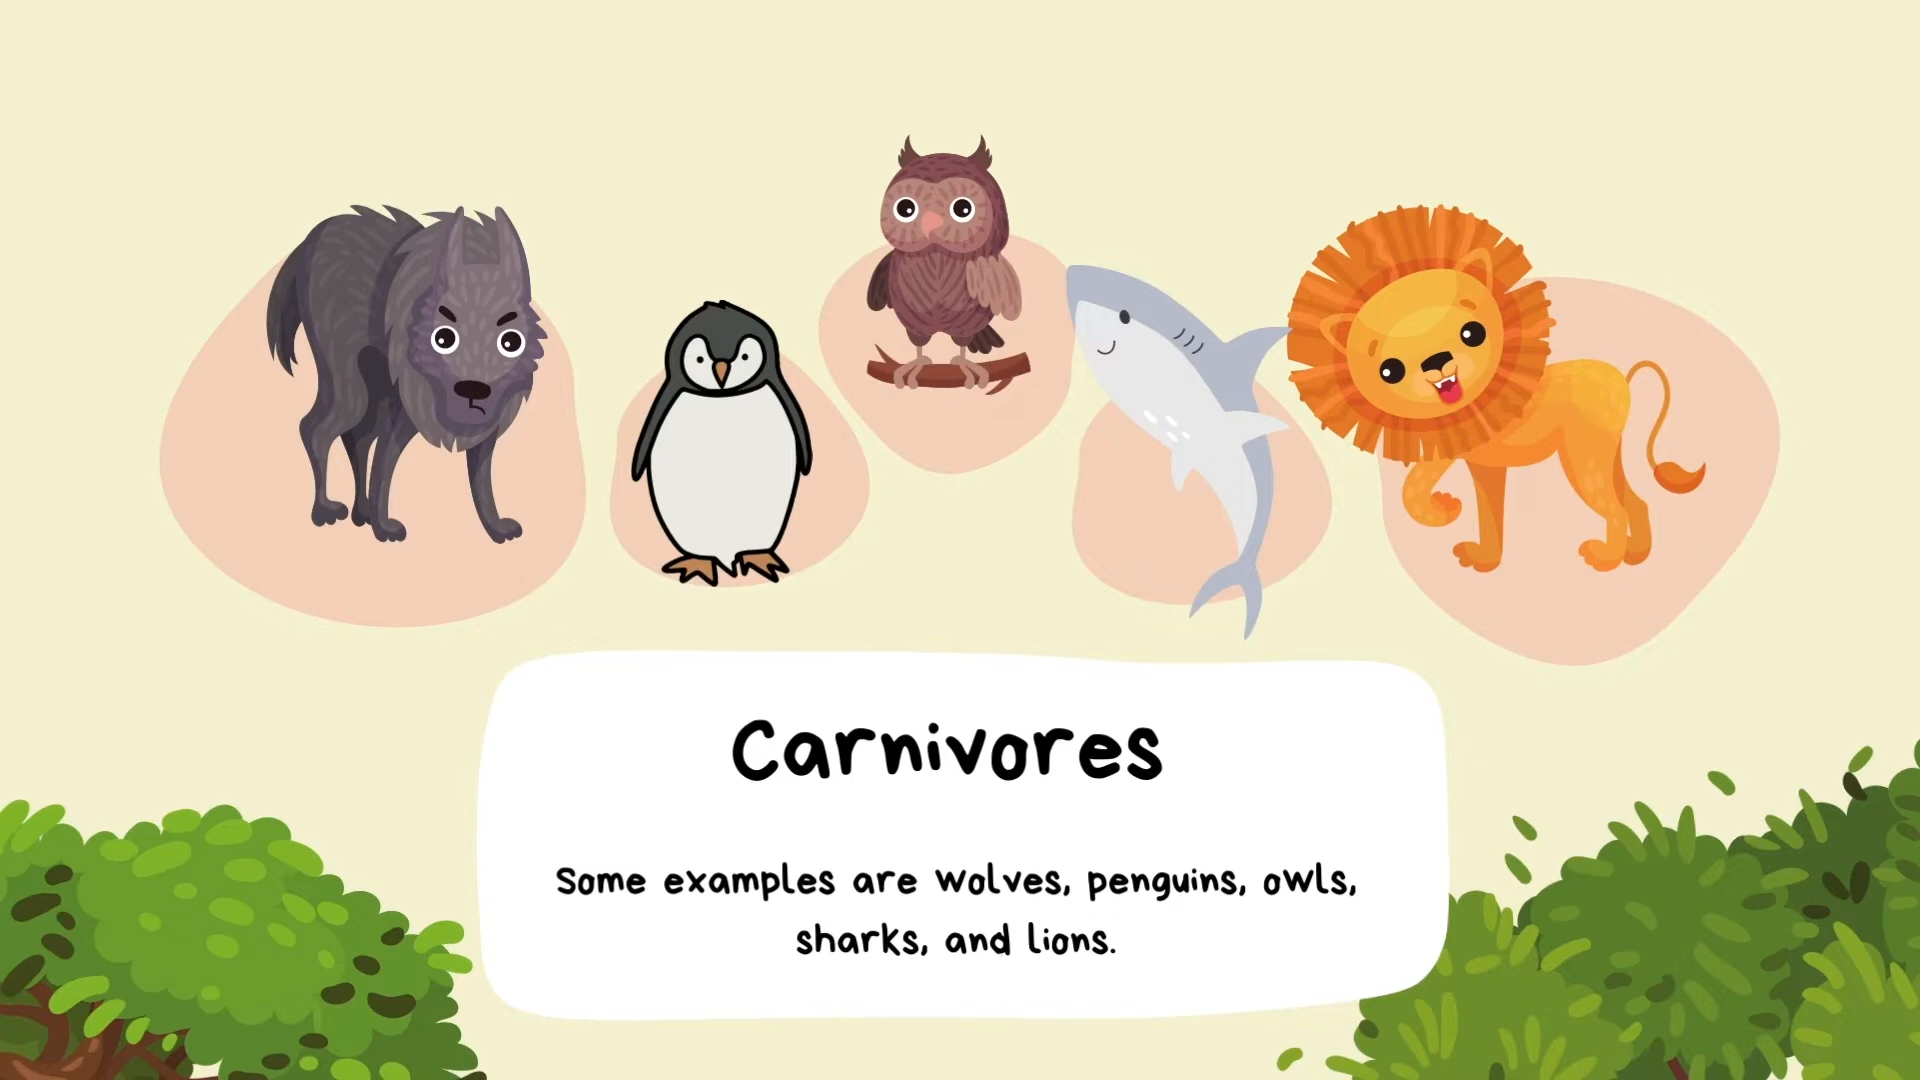 Carnivores
Some examples are wolves, penguins, owls,
sharks, and lions.